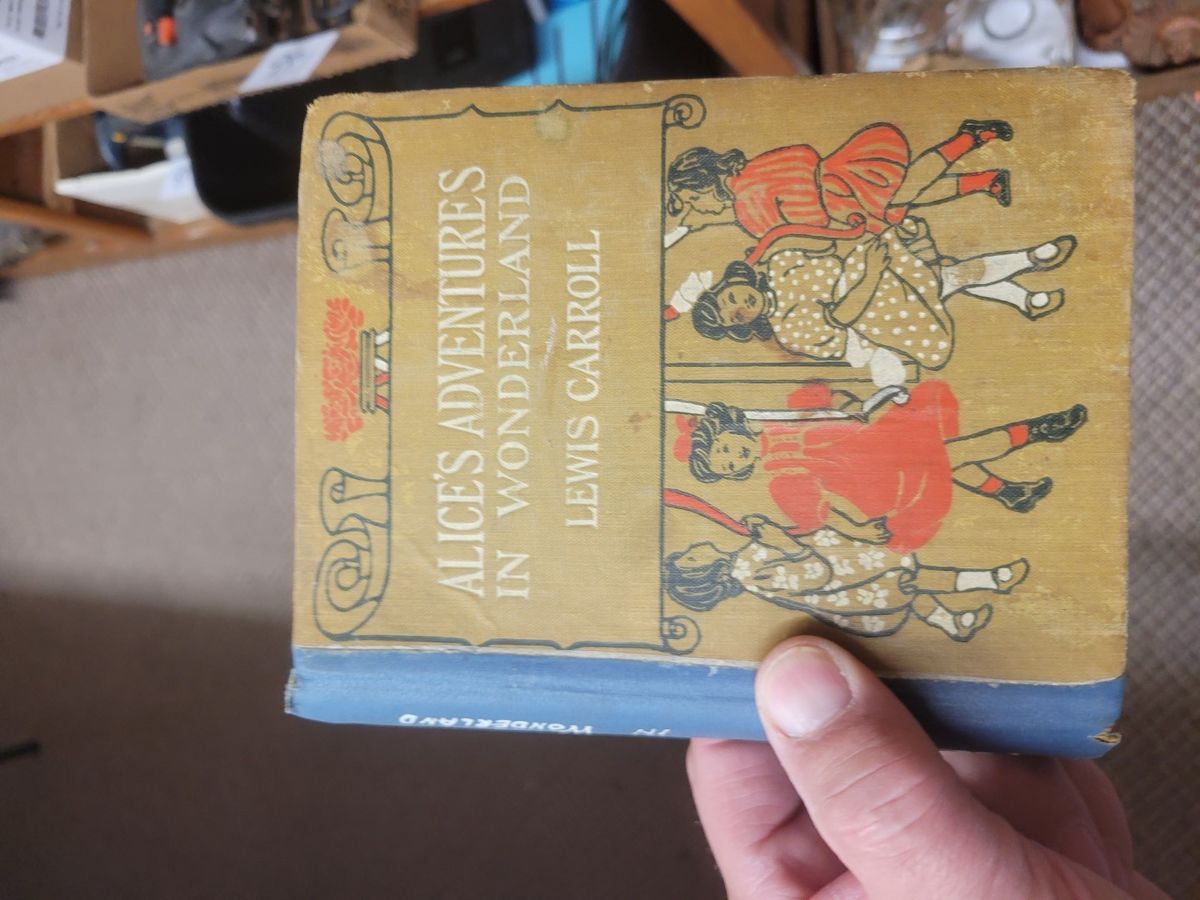 ALICE'S ADVENTURES
IN WONDERLAND
LEWIS CARROLL
IN
WONDERLAND